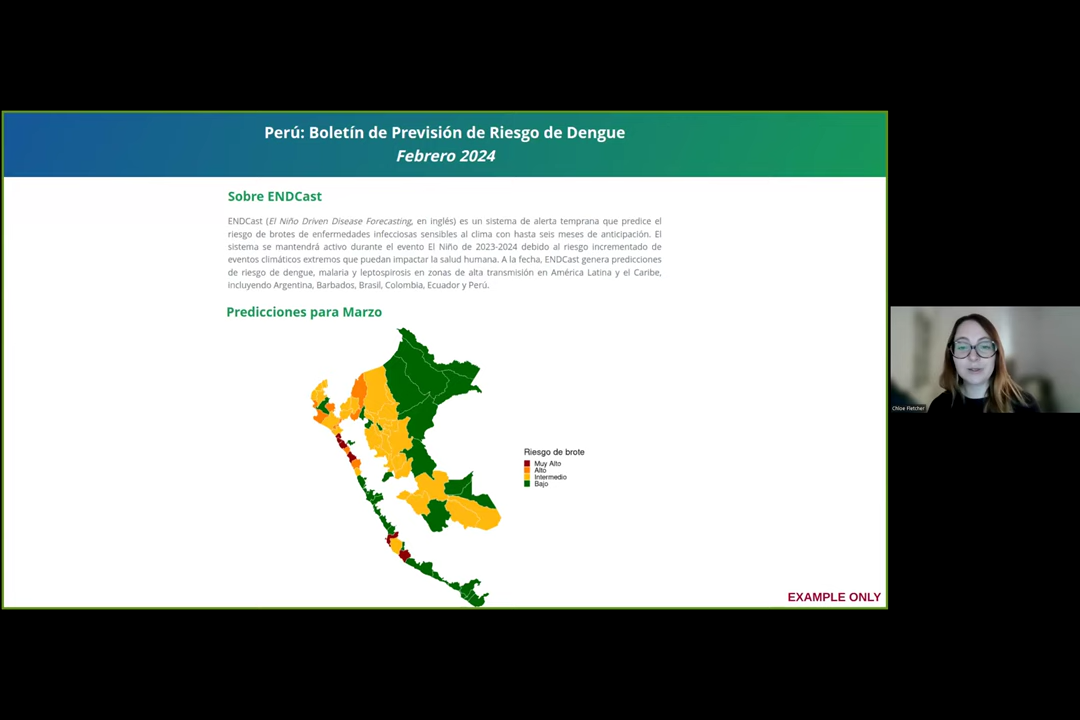 Perú: Boletín de Previsión de Riesgo de Dengue
Febrero 2024
Sobre ENDCast
ENDCast (El Niño Driven Disease Forecasting, en inglés) es un sistema de alerta temprana que predice el
riesgo de brotes de enfermedades infecciosas sensibles al clima con hasta seis meses de anticipación. El
sistema se mantendrá activo durante el evento El Niño de 2023-2024 debido al riesgo incrementado de
eventos climáticos extremos que puedan impactar la salud humana. A la fecha, ENDCast genera predicciones
de riesgo de dengue, malaria y leptospirosis en zonas de alta transmisión en América Latina y el Caribe,
incluyendo Argentina, Barbados, Brasil, Colombia, Ecuador y Perú.
Predicciones para Marzo
Riesgo de brote
Muy Alto
Alto
Intermedio
Bajo
Chloe Fletcher
EXAMPLE ONLY